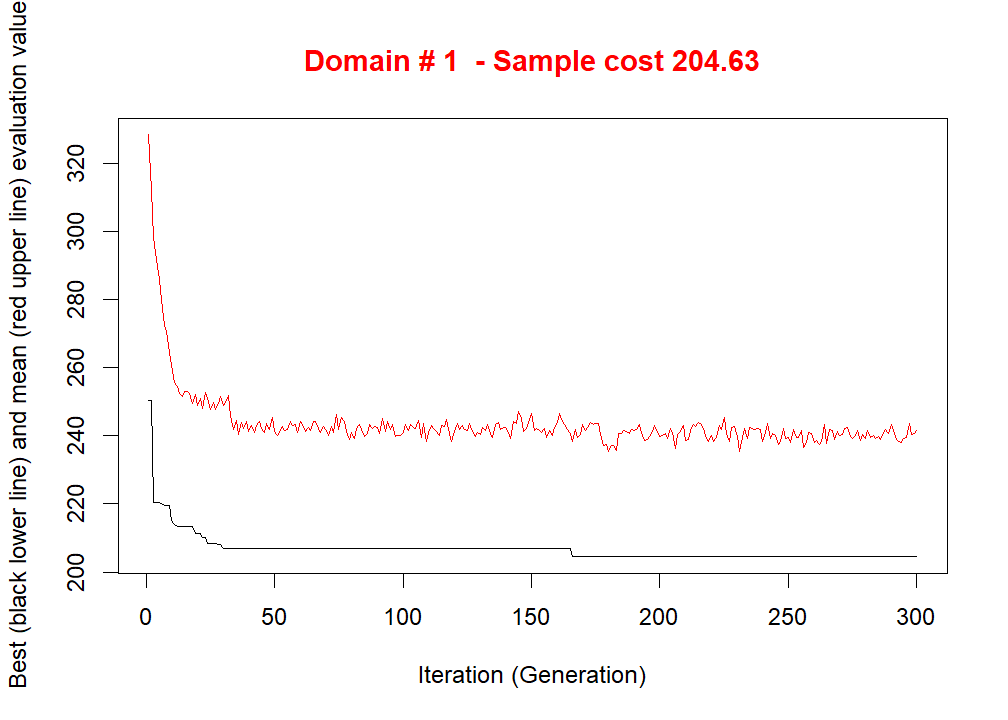 Domain # 1  - Sample cost 204.63
Best (black lower line) and mean (red upper line) evaluation value
320
300
280
260
240
220
200
0 50 100 150 200 250 300
Iteration (Generation)